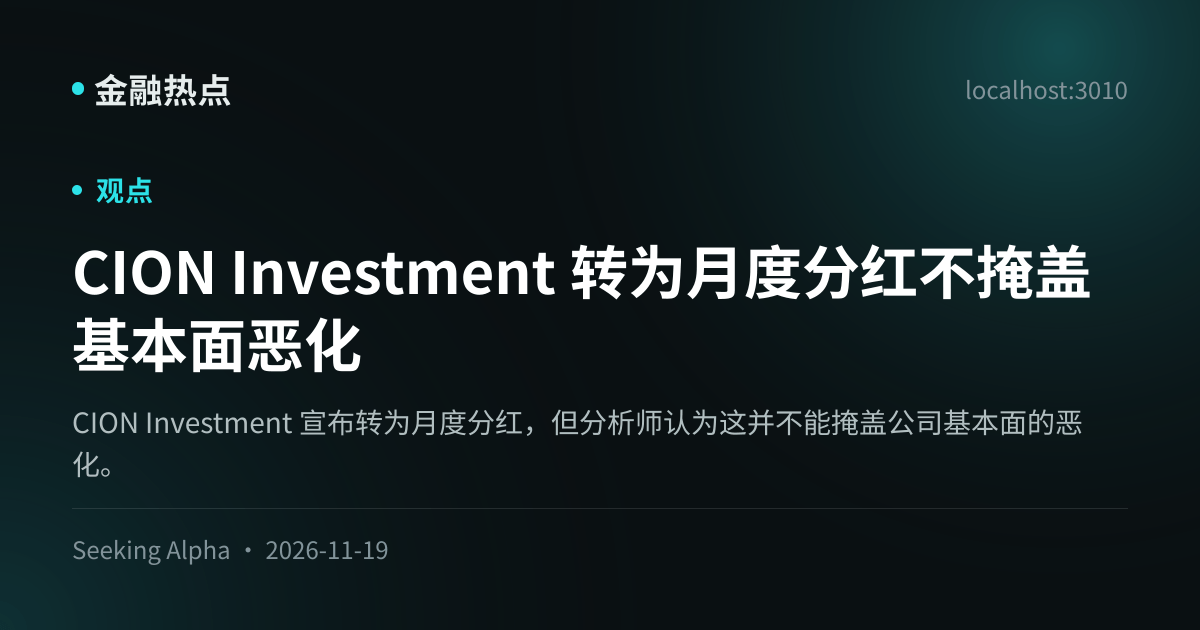 金融热点
localhost:3010
观点
CION Investment 转为月度分红不掩盖
基本面恶化
CION Investment 宣布转为月度分红，但分析师认为这并不能掩盖公司基本面的恶
化。
Seeking Alpha · 2026-11-19